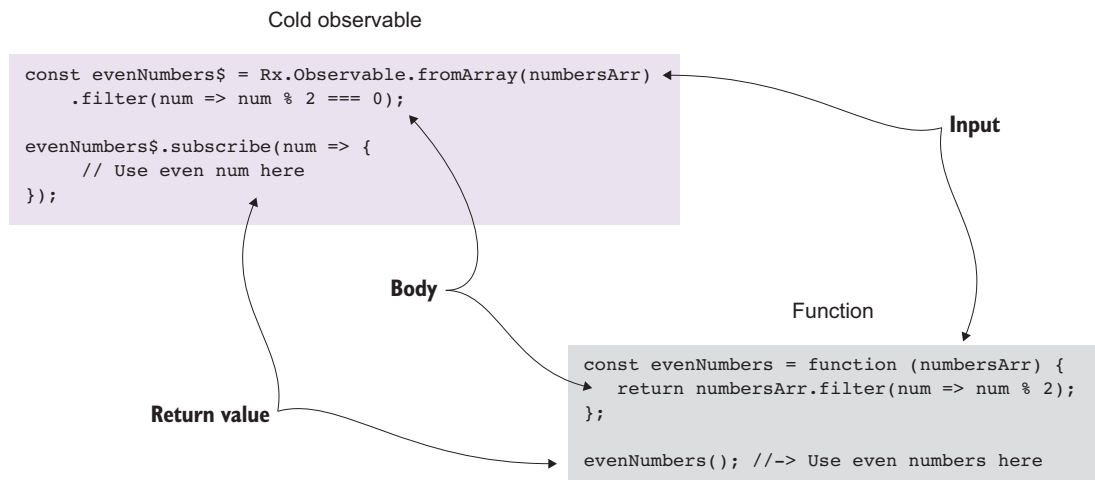 Cold observable
const evenNumbers$ = Rx.Observable.fromArray(numbersArr)
.filter(num => num % 2 === 0);
evenNumbers$.subscribe(num => {
// Use even num here
});
Input
Body
Return value
Function
const evenNumbers = function (numbersArr) {
return numbersArr.filter(num => num % 2);
};
evenNumbers(); //-> Use even numbers here